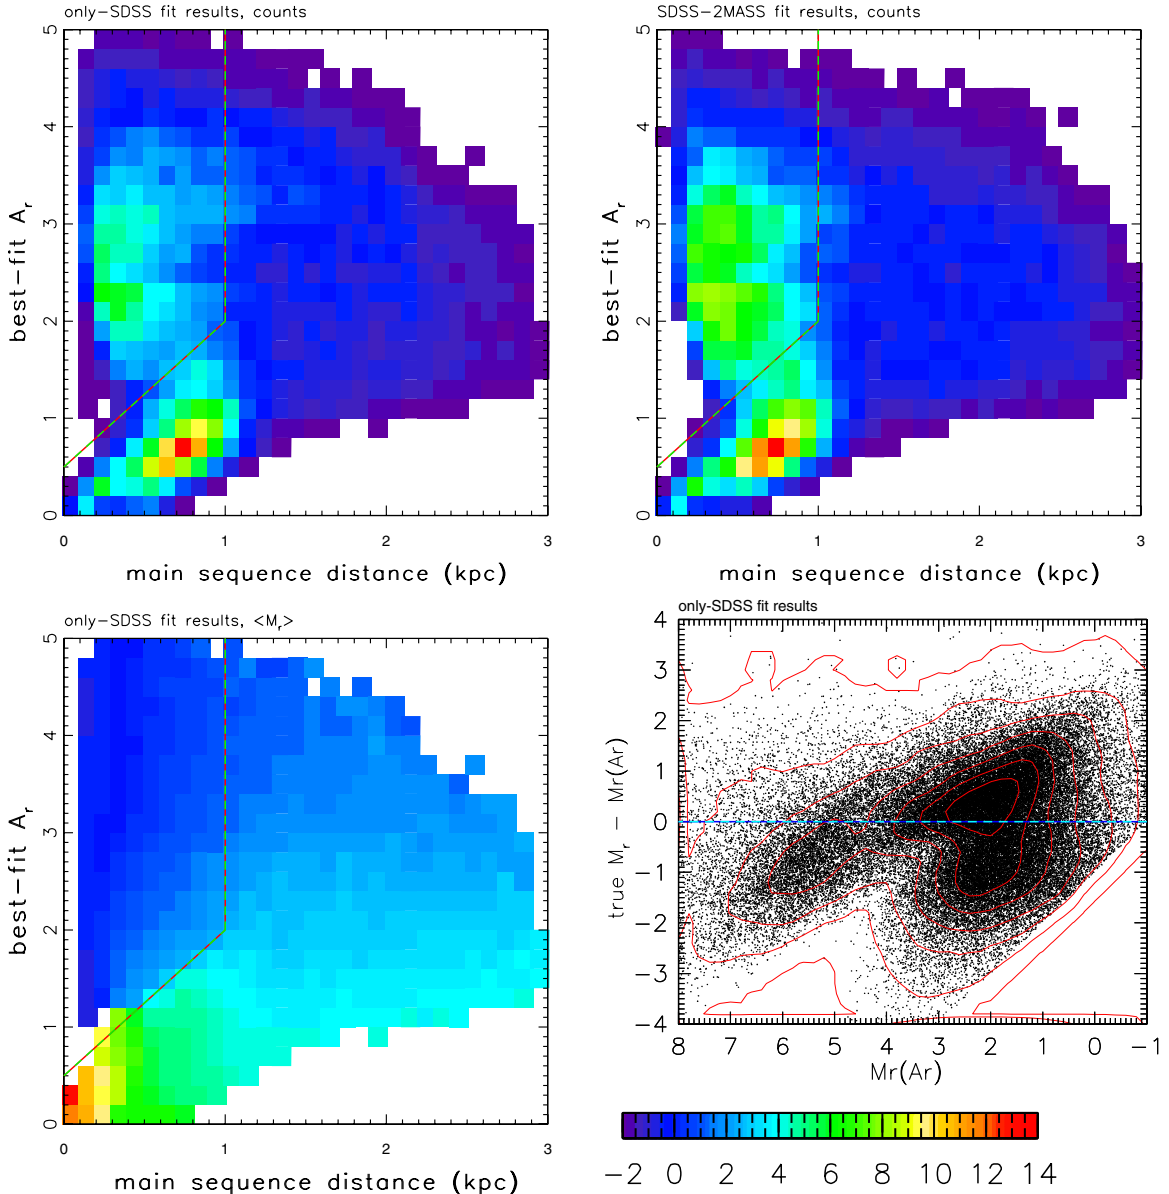 only-SDSS fit results, counts
SDSS-2MASS fit results, counts
5
4
3
2
1
0
best-fit A_r
0 1 2 3
main sequence distance (kpc)
5
4
3
2
1
0
best-fit A_r
0 1 2 3
main sequence distance (kpc)
only-SDSS fit results, <M_r>
only-SDSS fit results
5
4
3
2
1
0
best-fit A_r
0 1 2 3
main sequence distance (kpc)
4
3
2
1
0
-1
-2
-3
-4
true M_r - Mr(Ar)
8 7 6 5 4 3 2 1 0 -1
Mr(Ar)
-2 0 2 4 6 8 10 12 14